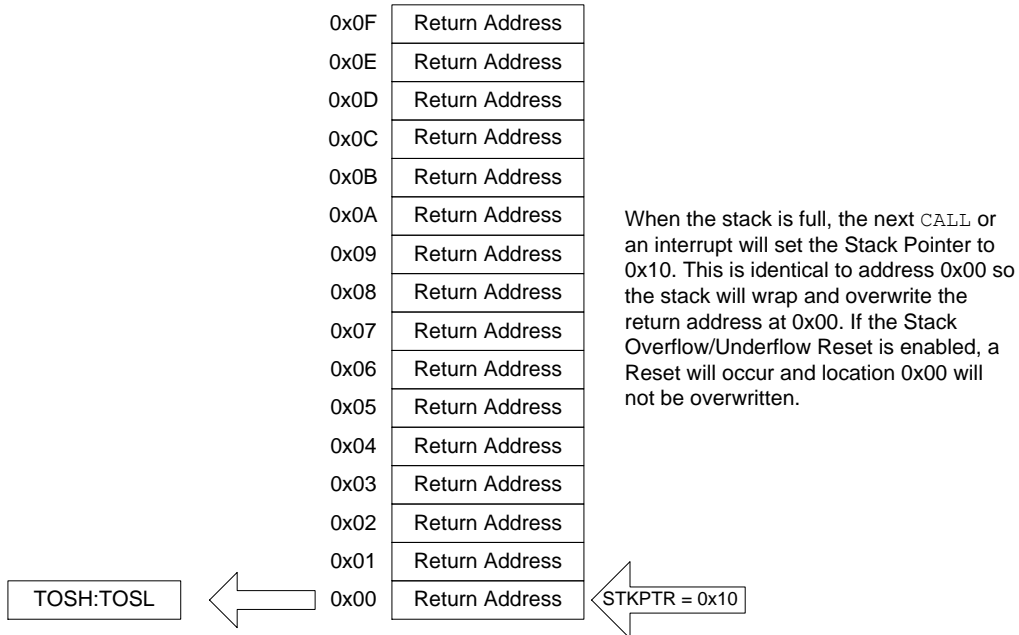 0x0F Return Address
0x0E Return Address
0x0D Return Address
0x0C Return Address
0x0B Return Address
0x0A Return Address
0x09 Return Address
0x08 Return Address
0x07 Return Address
0x06 Return Address
0x05 Return Address
0x04 Return Address
0x03 Return Address
0x02 Return Address
0x01 Return Address
TOSH:TOSL 0x00 Return Address STKPTR = 0x10
When the stack is full, the next CALL or
an interrupt will set the Stack Pointer to
0x10. This is identical to address 0x00 so
the stack will wrap and overwrite the
return address at 0x00. If the Stack
Overflow/Underflow Reset is enabled, a
Reset will occur and location 0x00 will
not be overwritten.